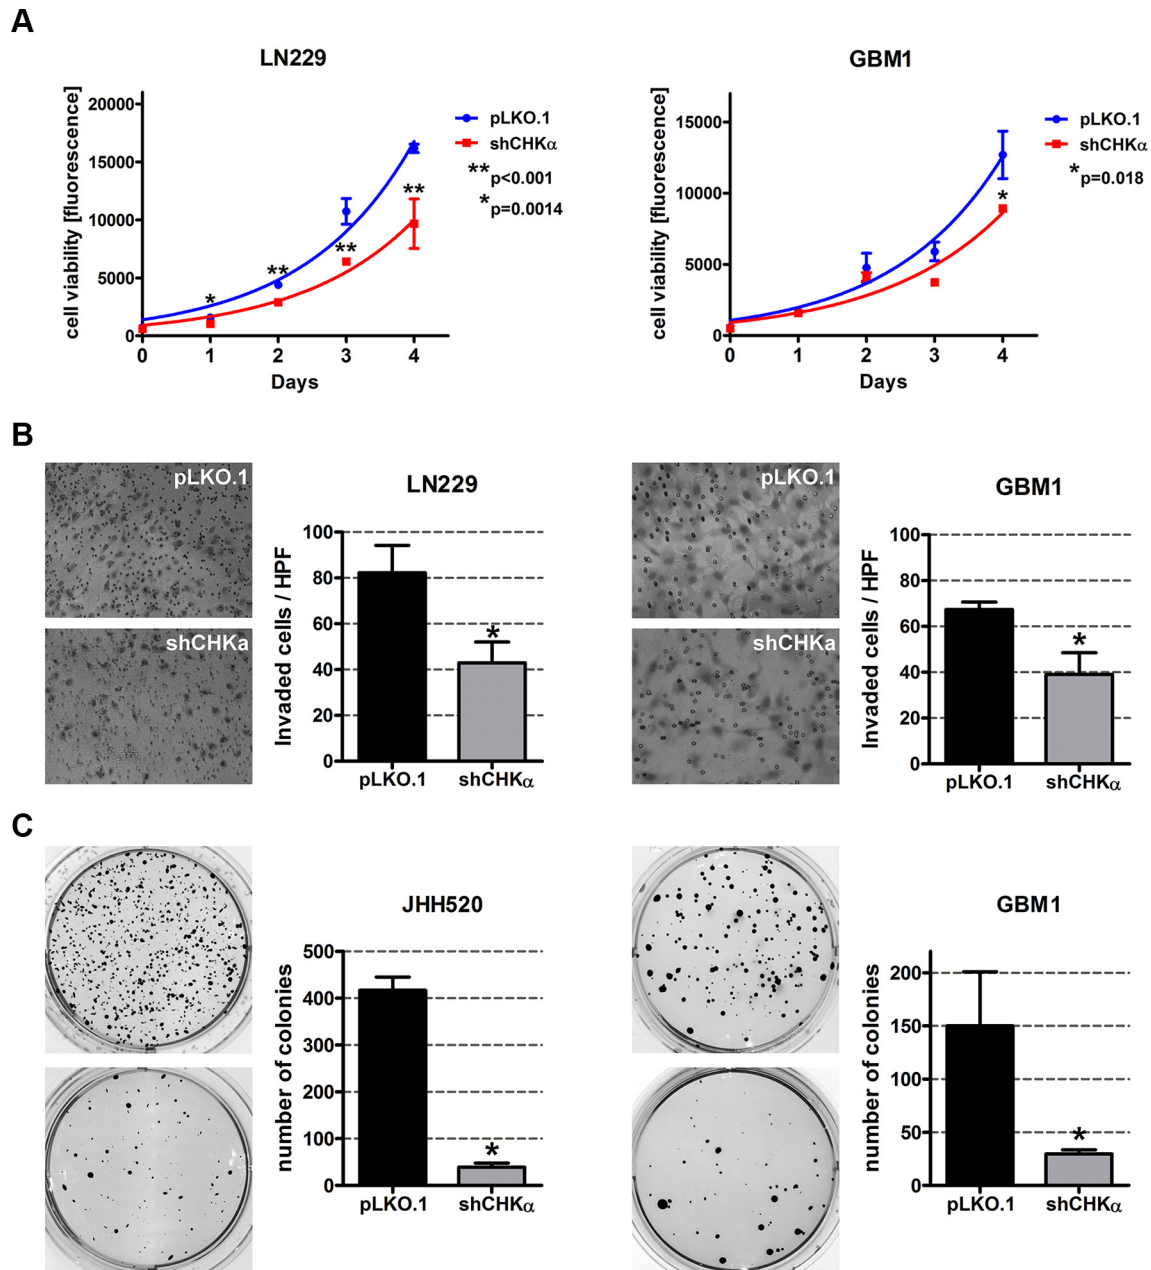 A
LN229
cell viability [fluorescence]
20000
15000
10000
5000
0
0 1 2 3 4
Days
* ** ** **
pLKO.1
shCHKα
**p<0.001
*p=0.0014
GBM1
cell viability [fluorescence]
15000
10000
5000
0
0 1 2 3 4
Days
*
pLKO.1
shCHKα
*p=0.018
B
pLKO.1
shCHKa
LN229
Invaded cells / HPF
100
80
60
40
20
0
*
pLKO.1 shCHKα
pLKO.1
shCHKa
GBM1
Invaded cells / HPF
100
80
60
40
20
0
*
pLKO.1 shCHKα
C
JHH520
number of colonies
500
400
300
200
100
0
*
pLKO.1 shCHKα
GBM1
number of colonies
200
150
100
50
0
*
pLKO.1 shCHKα